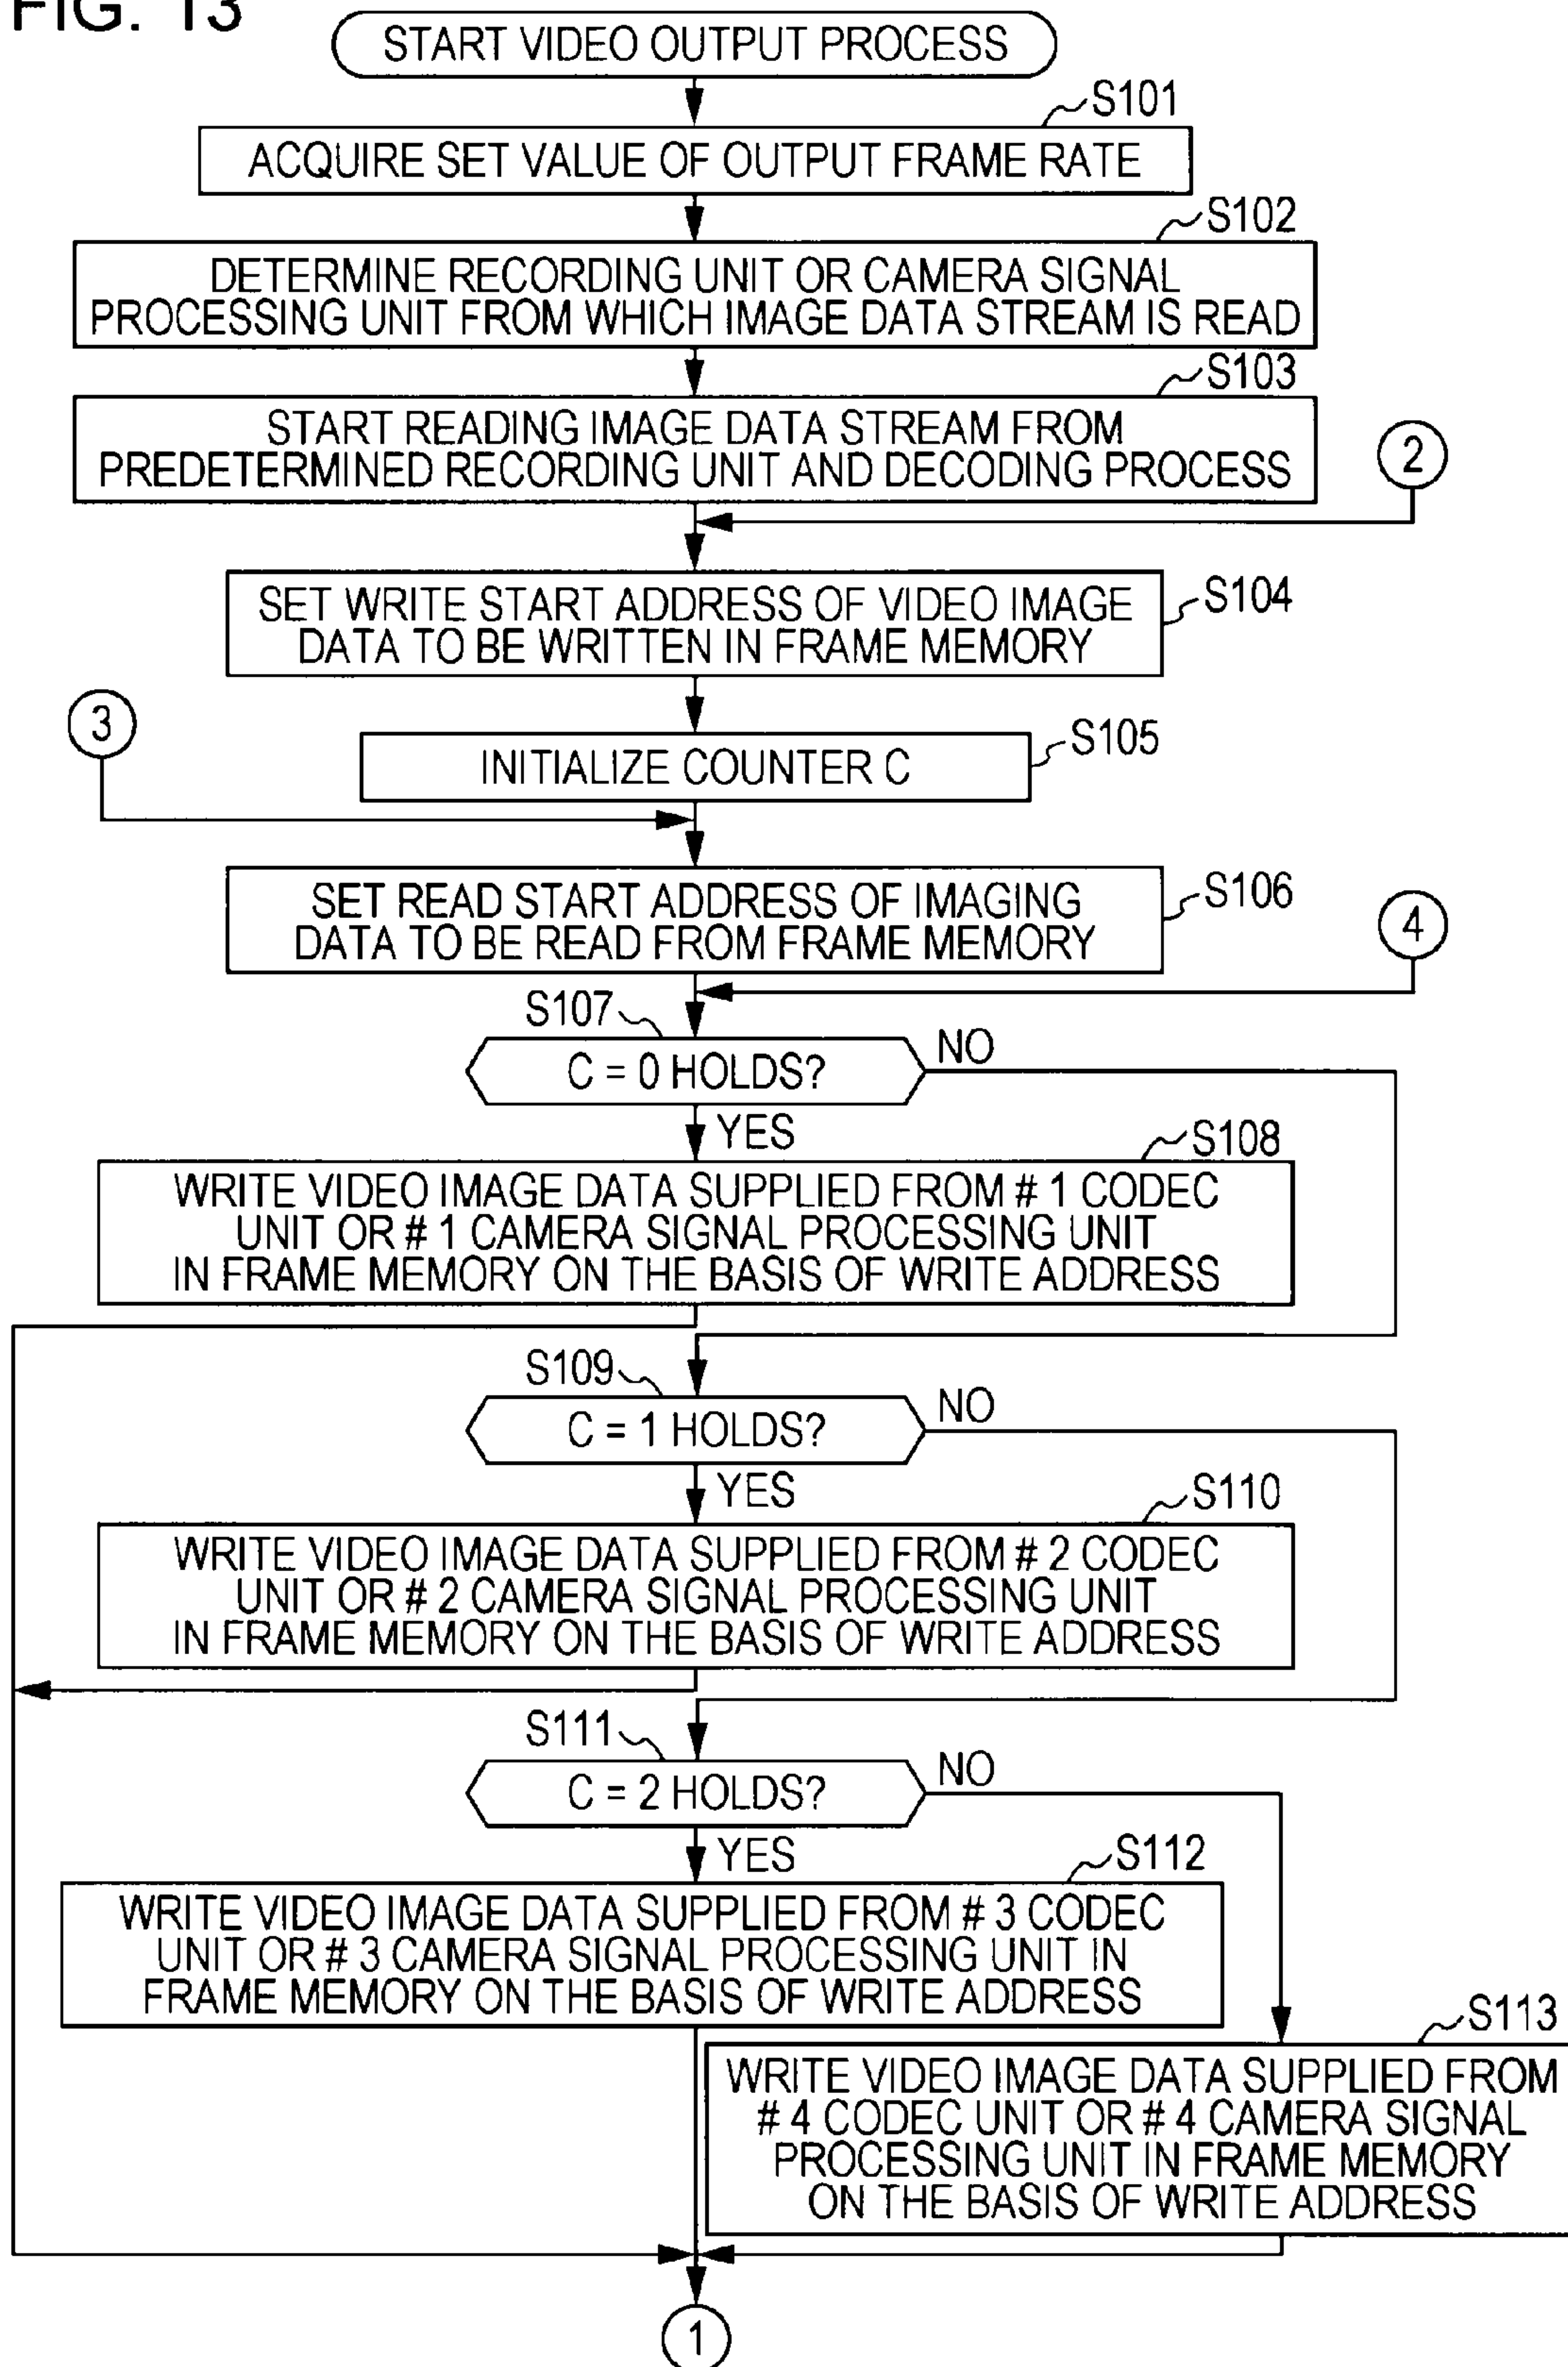 FIG. 13
START VIDEO OUTPUT PROCESS
S101
ACQUIRE SET VALUE OF OUTPUT FRAME RATE
S102
DETERMINE RECORDING UNIT OR CAMERA SIGNAL
PROCESSING UNIT FROM WHICH IMAGE DATA STREAM IS READ
S103
START READING IMAGE DATA STREAM FROM
PREDETERMINED RECORDING UNIT AND DECODING PROCESS
2
SET WRITE START ADDRESS OF VIDEO IMAGE
DATA TO BE WRITTEN IN FRAME MEMORY
S104
3
INITIALIZE COUNTER C
S105
SET READ START ADDRESS OF IMAGING
DATA TO BE READ FROM FRAME MEMORY
S106
4
S107
C = 0 HOLDS?
NO
YES
S108
WRITE VIDEO IMAGE DATA SUPPLIED FROM # 1 CODEC
UNIT OR # 1 CAMERA SIGNAL PROCESSING UNIT
IN FRAME MEMORY ON THE BASIS OF WRITE ADDRESS
S109
C = 1 HOLDS?
NO
YES
S110
WRITE VIDEO IMAGE DATA SUPPLIED FROM # 2 CODEC
UNIT OR # 2 CAMERA SIGNAL PROCESSING UNIT
IN FRAME MEMORY ON THE BASIS OF WRITE ADDRESS
S111
C = 2 HOLDS?
NO
YES
S112
WRITE VIDEO IMAGE DATA SUPPLIED FROM # 3 CODEC
UNIT OR # 3 CAMERA SIGNAL PROCESSING UNIT IN
FRAME MEMORY ON THE BASIS OF WRITE ADDRESS
S113
WRITE VIDEO IMAGE DATA SUPPLIED FROM
# 4 CODEC UNIT OR # 4 CAMERA SIGNAL
PROCESSING UNIT IN FRAME MEMORY
ON THE BASIS OF WRITE ADDRESS
1